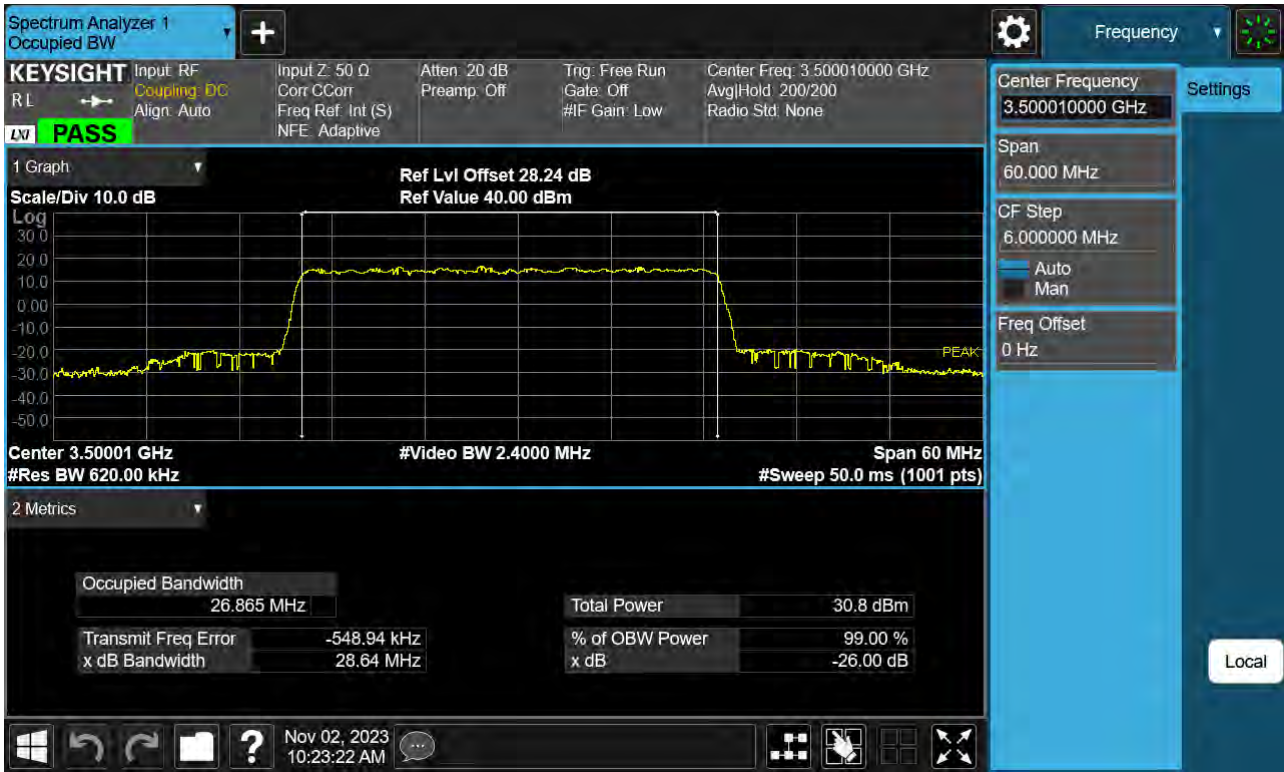 Spectrum Analyzer 1
Occupied BW
+
Frequency
KEYSIGHT
RL
LXI PASS
Input: RF
Coupling: DC
Align: Auto
Input Z: 50 Ω
Corr CCorr
Freq Ref: Int (S)
NFE: Adaptive
Atten: 20 dB
Preamp: Off
Trig: Free Run
Gate: Off
#IF Gain: Low
Center Freq: 3.500010000 GHz
Avg|Hold: 200/200
Radio Std: None
Center Frequency
3.500010000 GHz
Settings
Span
60.000 MHz
CF Step
6.000000 MHz
Auto
Man
Freq Offset
0 Hz
1 Graph
Scale/Div 10.0 dB
Ref Lvl Offset 28.24 dB
Ref Value 40.00 dBm
Log
30.0
20.0
10.0
0.00
-10.0
-20.0
-30.0
-40.0
-50.0
PEAK
Center 3.50001 GHz
#Video BW 2.4000 MHz
Span 60 MHz
#Res BW 620.00 kHz
#Sweep 50.0 ms (1001 pts)
2 Metrics
Occupied Bandwidth
26.865 MHz
Total Power 30.8 dBm
Transmit Freq Error -548.94 kHz
% of OBW Power 99.00 %
x dB Bandwidth 28.64 MHz
x dB -26.00 dB
Local
?
Nov 02, 2023
10:23:22 AM